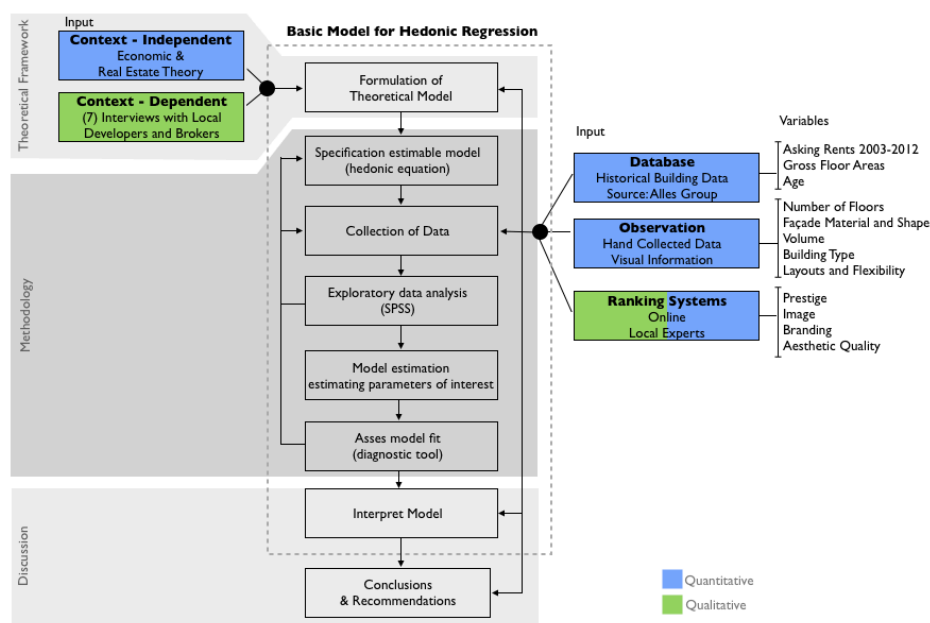 Input
Theoretical Framework
Context - Independent
Economic &
Real Estate Theory
Context - Dependent
(7) Interviews with Local
Developers and Brokers
Basic Model for Hedonic Regression
Formulation of
Theoretical Model
Methodology
Specification estimable model
(hedonic equation)
Collection of Data
Exploratory data analysis
(SPSS)
Model estimation
estimating parameters of interest
Asses model fit
(diagnostic tool)
Discussion
Interpret Model
Conclusions
& Recommendations
Input
Database
Historical Building Data
Source: Alles Group
Observation
Hand Collected Data
Visual Information
Ranking Systems
Online
Local Experts
Variables
Asking Rents 2003-2012
Gross Floor Areas
Age
Number of Floors
Façade Material and Shape
Volume
Building Type
Layouts and Flexibility
Prestige
Image
Branding
Aesthetic Quality
Quantitative
Qualitative